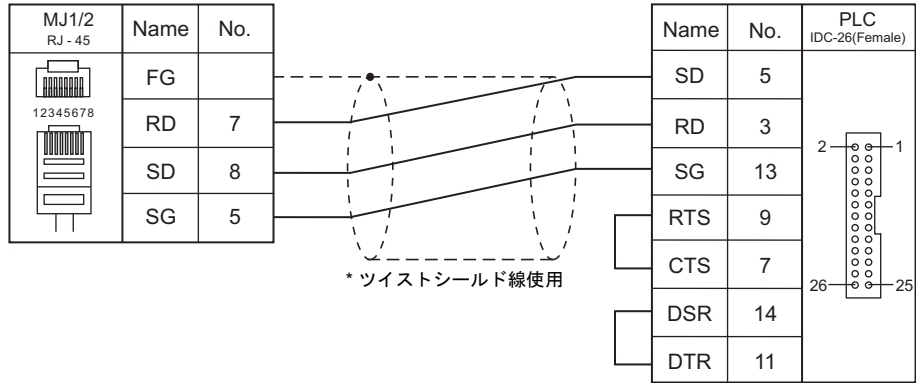 MJ1/2
RJ - 45
Name
No.
12345678
FG
RD 7
SD 8
SG 5
* ツイストシールド線使用
Name
No.
PLC
IDC-26(Female)
SD 5
RD 3
SG 13
RTS 9
CTS 7
DSR 14
DTR 11
2 1
26 25